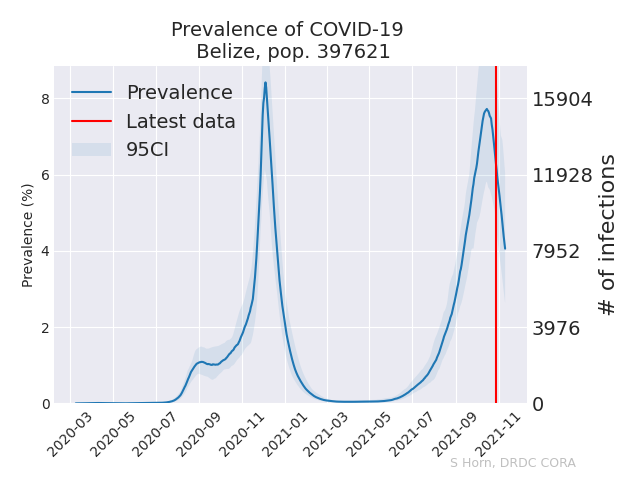 Prevalence of COVID-19
Belize, pop. 397621
Prevalence
Latest data
95CI
Prevalence (%)
8
6
4
2
0
15904
11928
7952
3976
0
# of infections
2020-03
2020-05
2020-07
2020-09
2020-11
2021-01
2021-03
2021-05
2021-07
2021-09
2021-11
S Horn, DRDC CORA